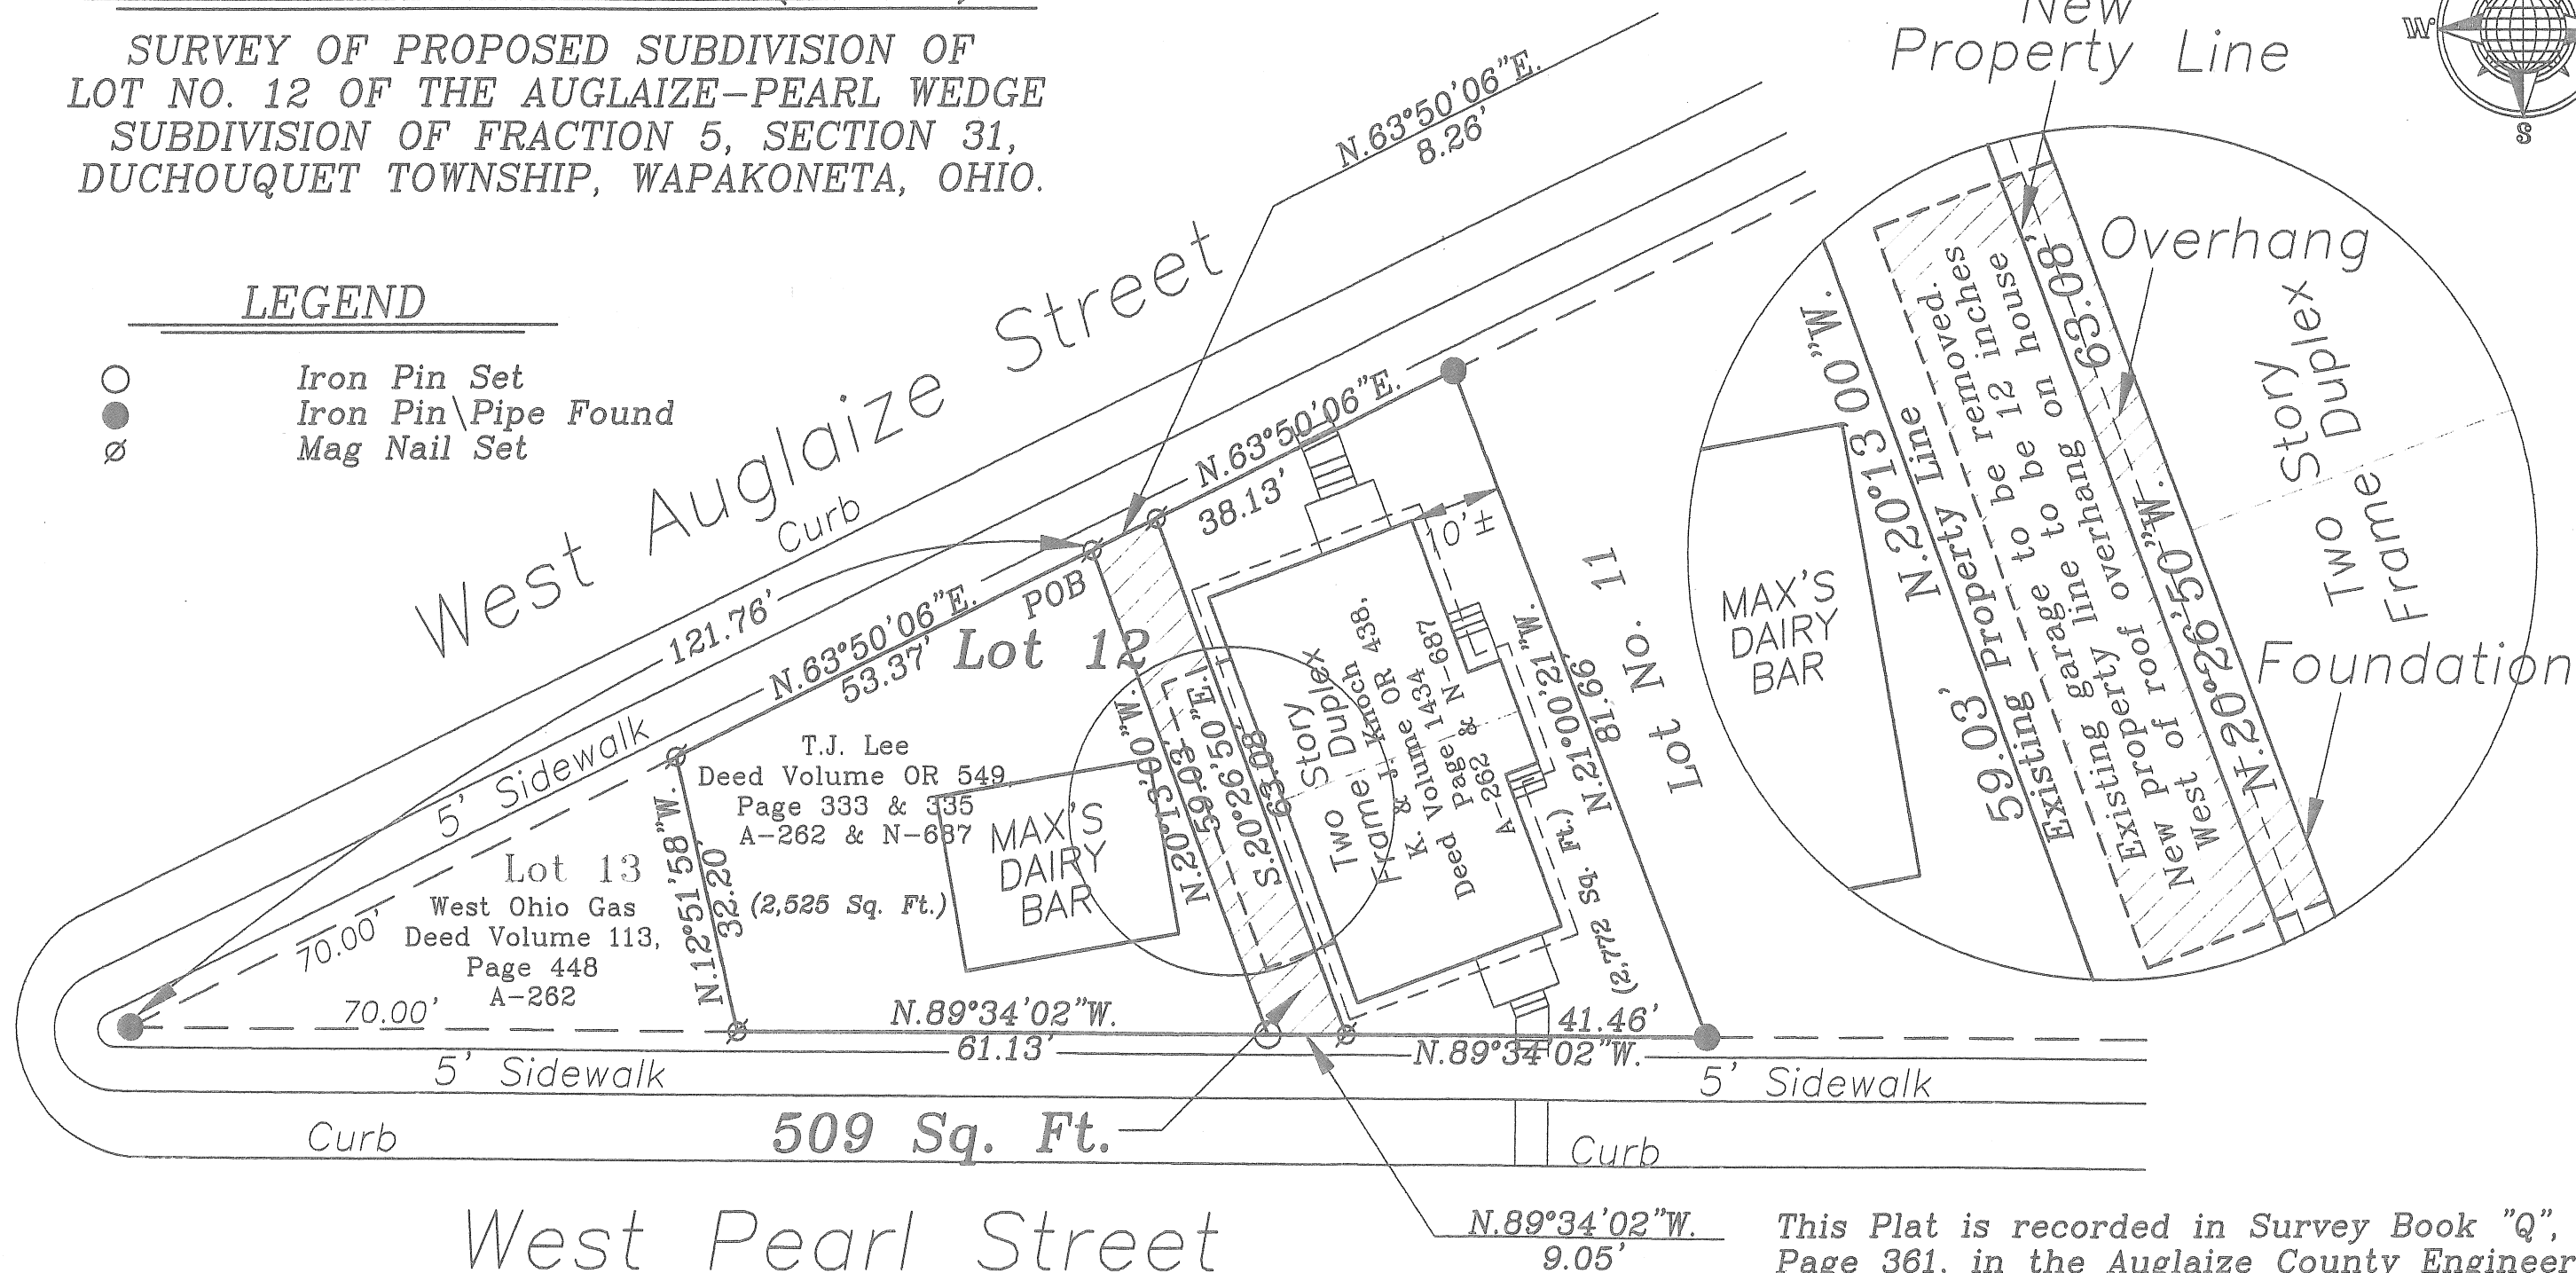 SURVEY OF PROPOSED SUBDIVISION OF
LOT NO. 12 OF THE AUGLAIZE-PEARL WEDGE
SUBDIVISION OF FRACTION 5, SECTION 31,
DUCHOUQUET TOWNSHIP, WAPAKONETA, OHIO.
LEGEND
Iron Pin Set
Iron Pin\Pipe Found
Mag Nail Set
New
Property Line
W
S
N.63°50'06"E.
8.26'
West Auglaize Street
Curb
N.63°50'06"E.
38.13'
10'±
121.76'
POB
N.63°50'06"E.
53.37'
Lot 12
5' Sidewalk
T.J. Lee
Deed Volume OR 549,
Page 333 & 335
A-262 & N-687
(2,525 Sq. Ft.)
MAX'S
DAIRY
BAR
N.12°51'58"W.
32.20'
Lot 13
West Ohio Gas
Deed Volume 113,
Page 448
A-262
70.00'
70.00'
N.20°13'00"W.
59.03'
S.20°26'50"E.
63.08'
Two Story
Frame Duplex
K. & J. Knoch
Deed Volume OR 438,
Page 1434
A-262 & N-687
(2,772 Sq. Ft.)
N.21°00'21"W.
81.66'
Lot No. 11
N.89°34'02"W.
61.13'
41.46'
N.89°34'02"W.
5' Sidewalk
5' Sidewalk
509 Sq. Ft.
Curb
Curb
West Pearl Street
N.89°34'02"W.
9.05'
Overhang
MAX'S
DAIRY
BAR
N.20°13'00"W.
59.03'
Existing Property Line
Existing garage to be removed.
New property line to be 12 inches
West of roof overhang on house
N.20°26'50"W.
63.08'
Two Story
Frame Duplex
Foundation
This Plat is recorded in Survey Book "Q",
Page 361, in the Auglaize County Engineer